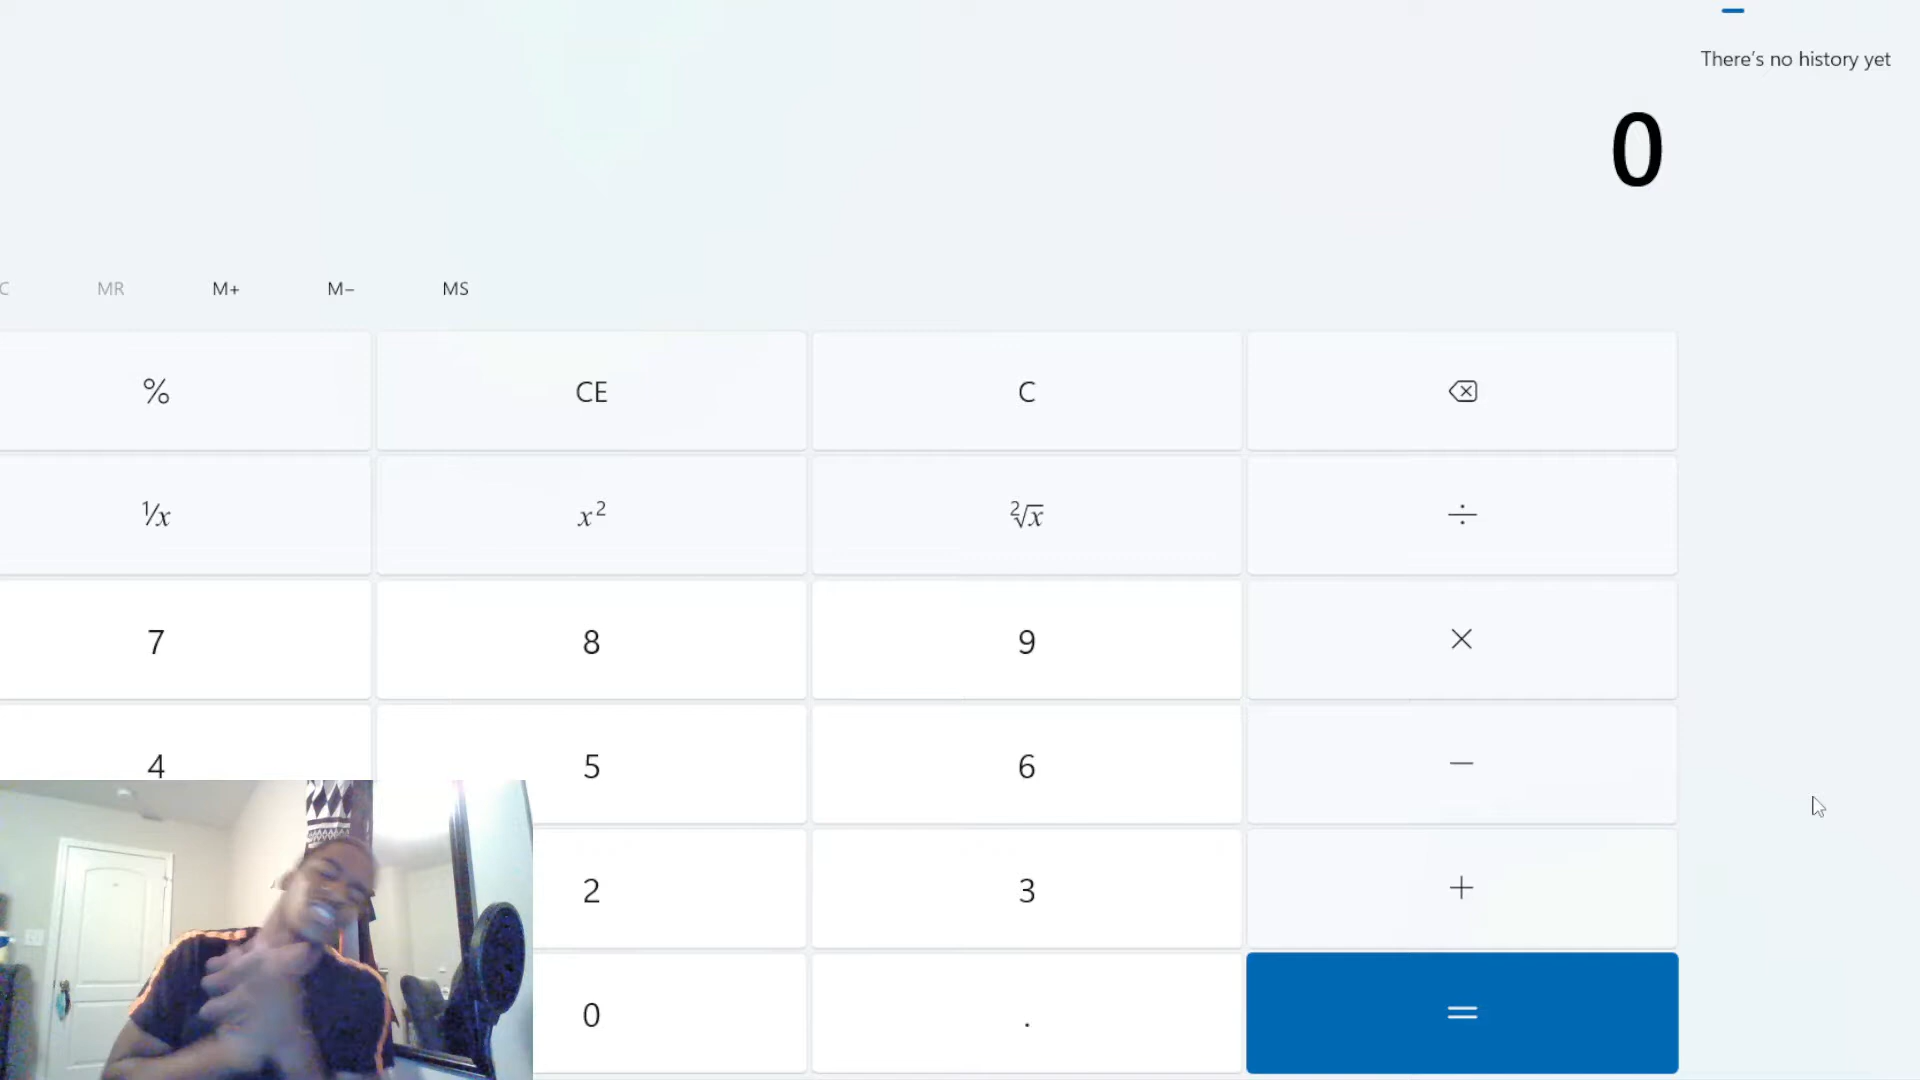 There's no history yet
0
MR M+ M− MS
% CE C
¹/x x² ²√x ÷
7 8 9 ×
4 5 6 −
2 3 +
0 . =